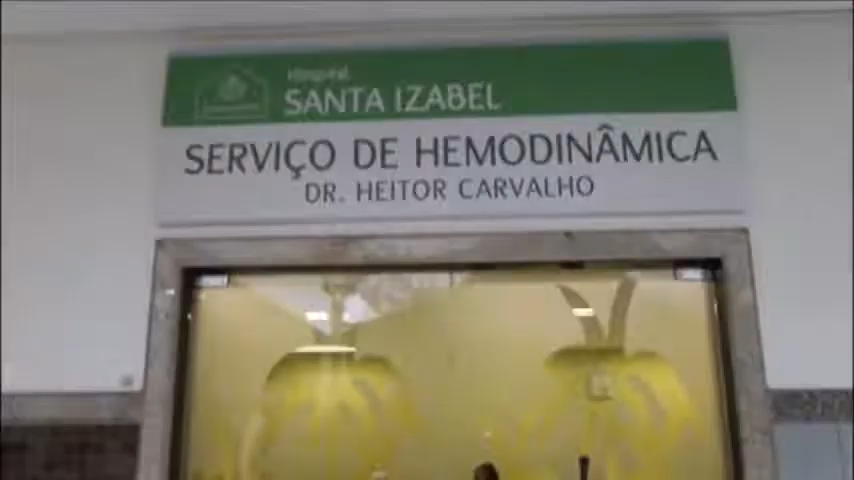 Hospital
SANTA IZABEL
SERVIÇO DE HEMODINÂMICA
DR. HEITOR CARVALHO